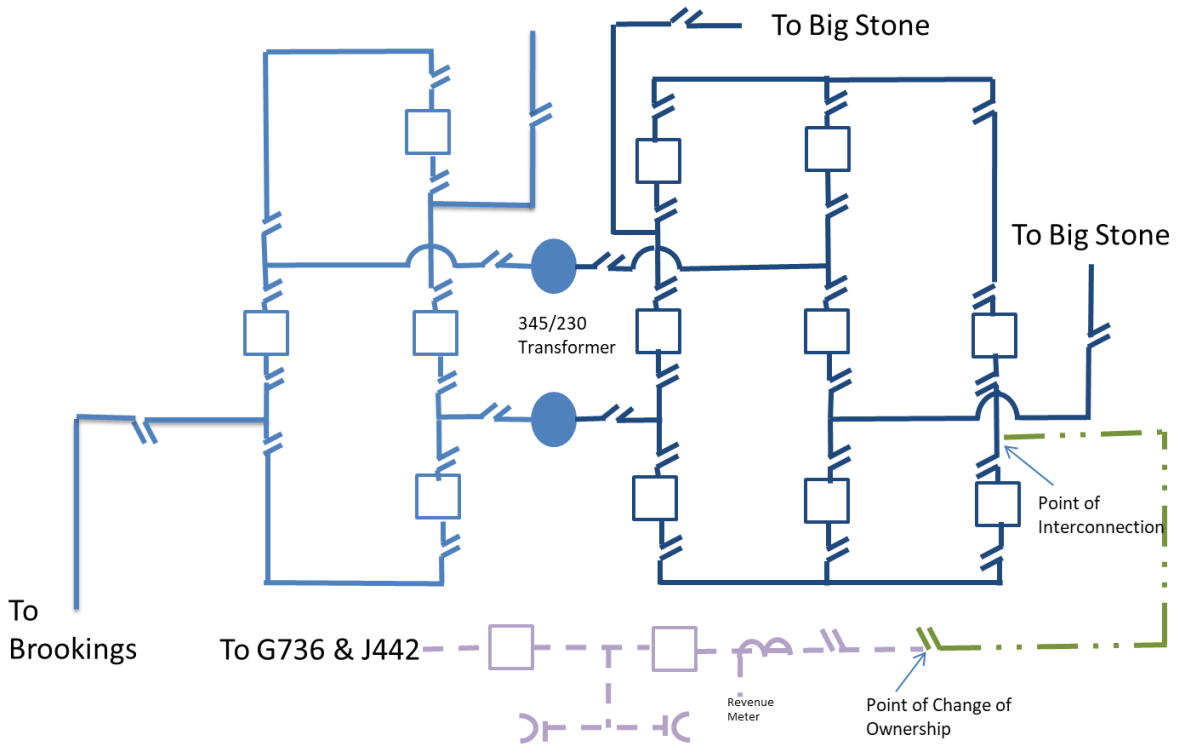 To Big Stone
To Big Stone
345/230
Transformer
Point of
Interconnection
To
Brookings
To G736 & J442
Revenue
Meter
Point of Change of
Ownership